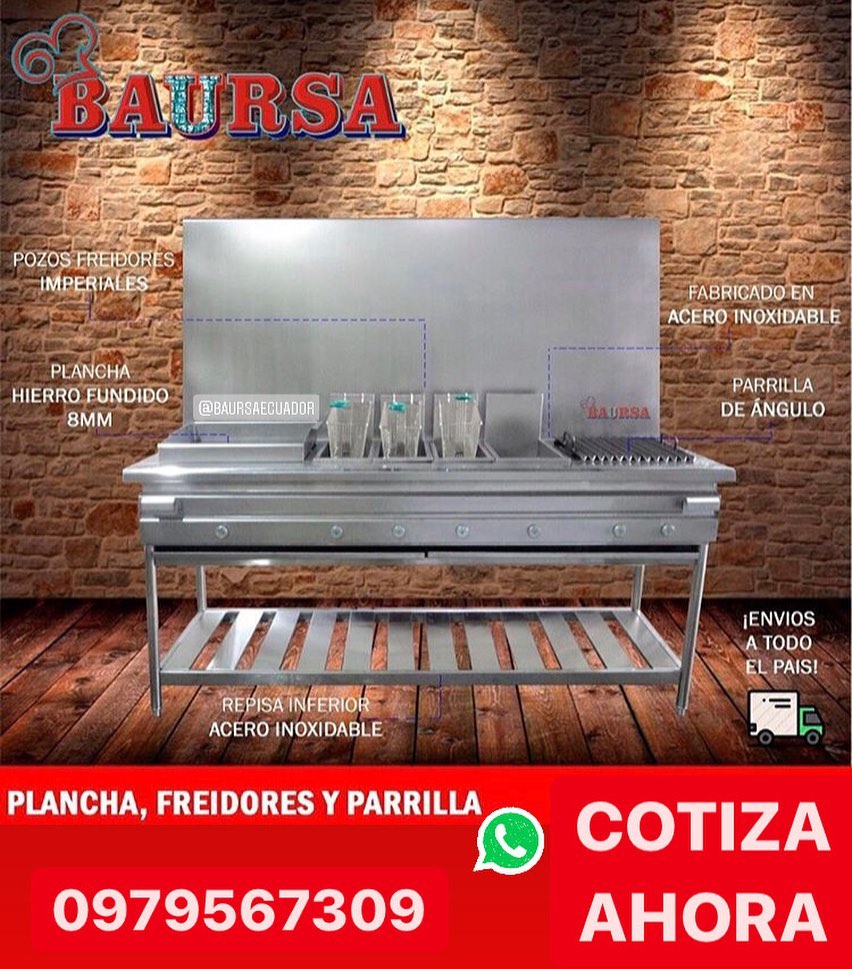 BAURSA
POZOS FREIDORES
IMPERIALES
FABRICADO EN
ACERO INOXIDABLE
PLANCHA
HIERRO FUNDIDO
8MM
PARRILLA
DE ÁNGULO
@BAURSAECUADOR
BAURSA
¡ENVIOS
A TODO
EL PAIS!
REPISA INFERIOR
ACERO INOXIDABLE
PLANCHA, FREIDORES Y PARRILLA
COTIZA
AHORA
0979567309